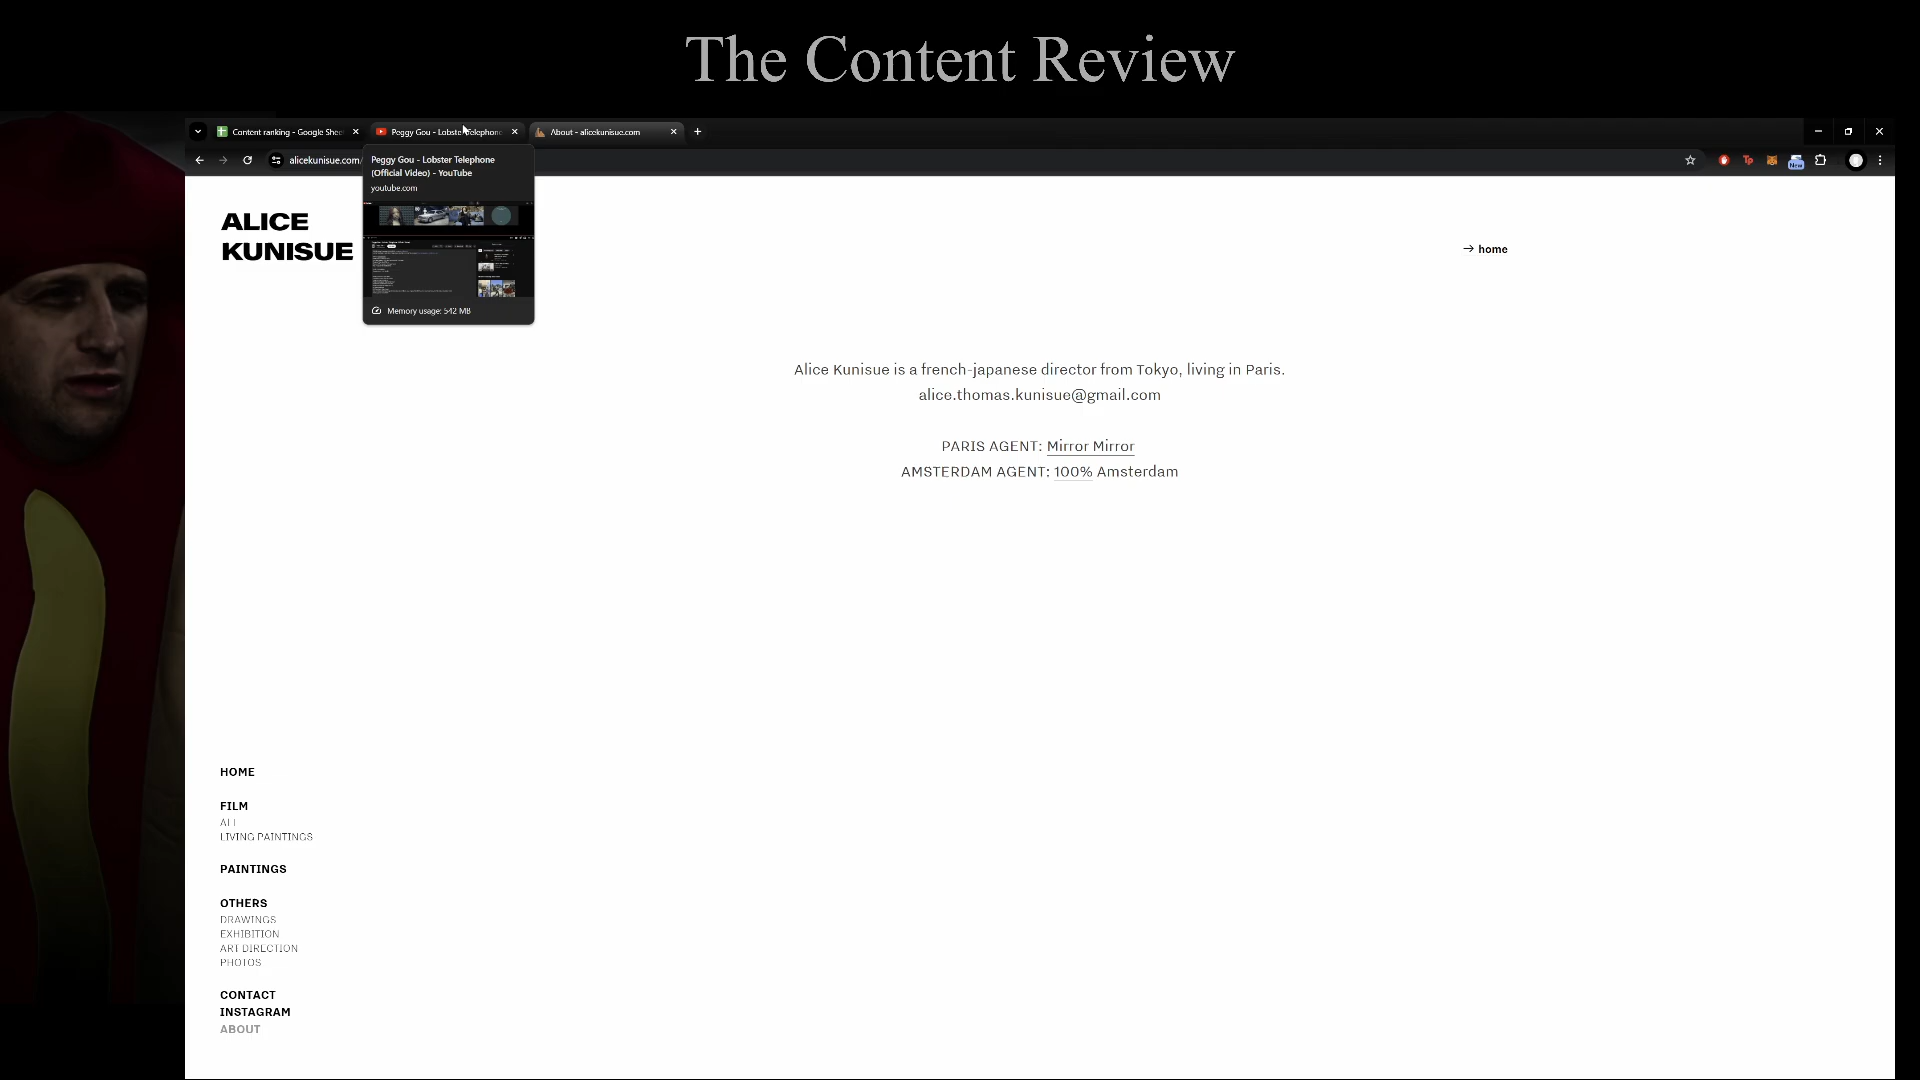 The Content Review
Content ranking - Google Shee
Peggy Gou - Lobster Telephone
About - alicekunisue.com
alicekunisue.com/
Peggy Gou - Lobster Telephone
(Official Video) - YouTube
youtube.com
Memory usage: 542 MB
New
ALICE
KUNISUE
→ home
Alice Kunisue is a french-japanese director from Tokyo, living in Paris.
alice.thomas.kunisue@gmail.com
PARIS AGENT: Mirror Mirror
AMSTERDAM AGENT: 100% Amsterdam
HOME
FILM
ALL
LIVING PAINTINGS
PAINTINGS
OTHERS
DRAWINGS
EXHIBITION
ART DIRECTION
PHOTOS
CONTACT
INSTAGRAM
ABOUT